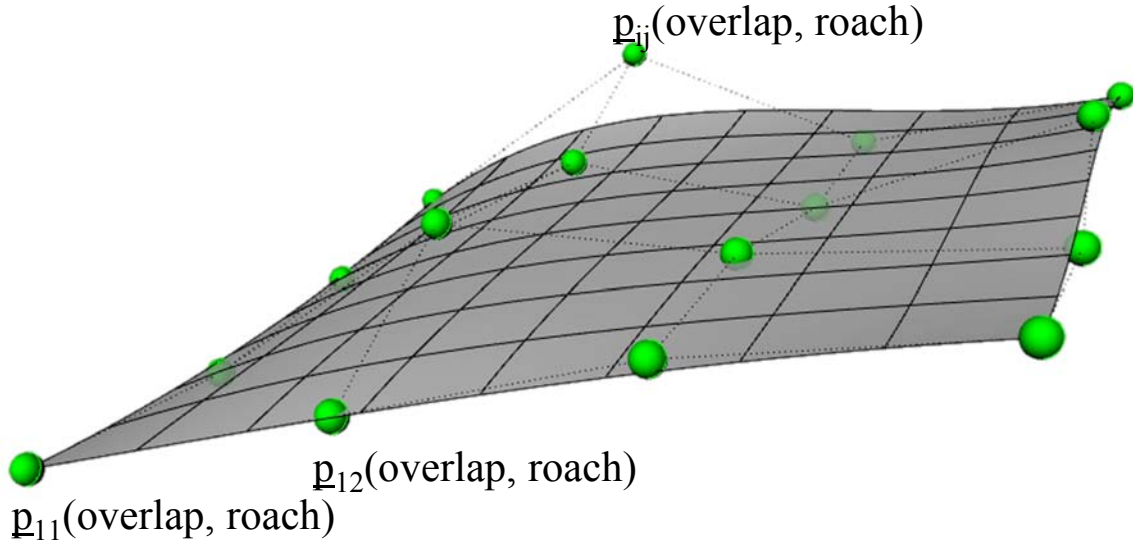 p_ij(overlap, roach)
p_12(overlap, roach)
p_11(overlap, roach)